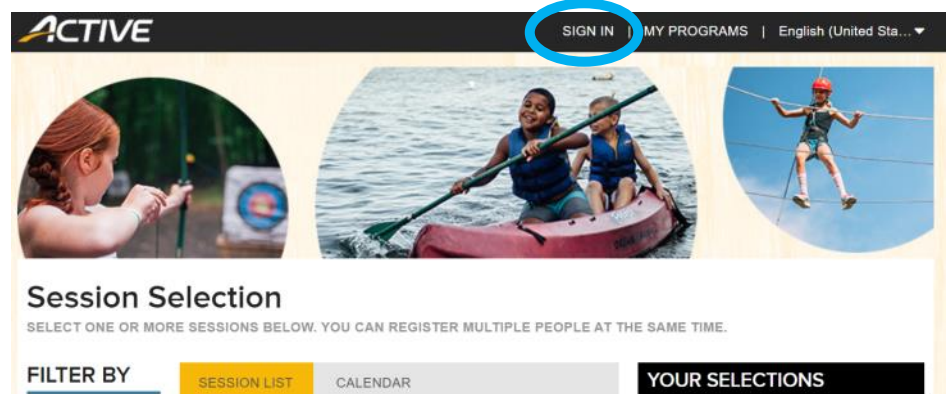 ACTIVE
SIGN IN | MY PROGRAMS | English (United Sta...
Session Selection
SELECT ONE OR MORE SESSIONS BELOW. YOU CAN REGISTER MULTIPLE PEOPLE AT THE SAME TIME.
FILTER BY
SESSION LIST
CALENDAR
YOUR SELECTIONS